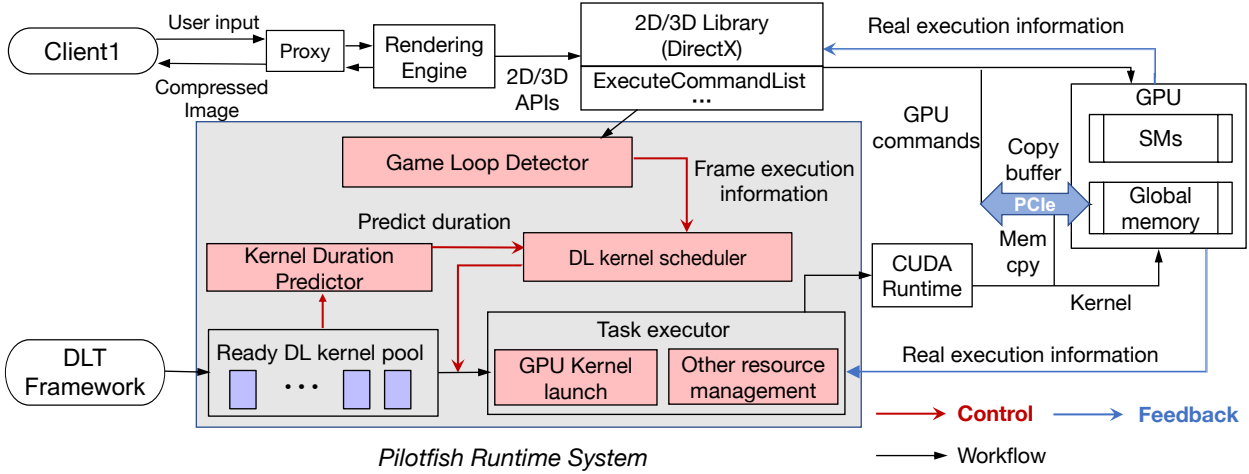 Client1
User input
Compressed
Image
Proxy
Rendering
Engine
2D/3D
APIs
2D/3D Library
(DirectX)
ExecuteCommandList
...
Real execution information
GPU
commands
GPU
SMs
Global
memory
Copy
buffer
PCIe
Mem
cpy
Game Loop Detector
Frame execution
information
Predict duration
Kernel Duration
Predictor
DL kernel scheduler
CUDA
Runtime
Kernel
DLT
Framework
Ready DL kernel pool
...
Task executor
GPU Kernel
launch
Other resource
management
Real execution information
Control
Feedback
Workflow
Pilotfish Runtime System